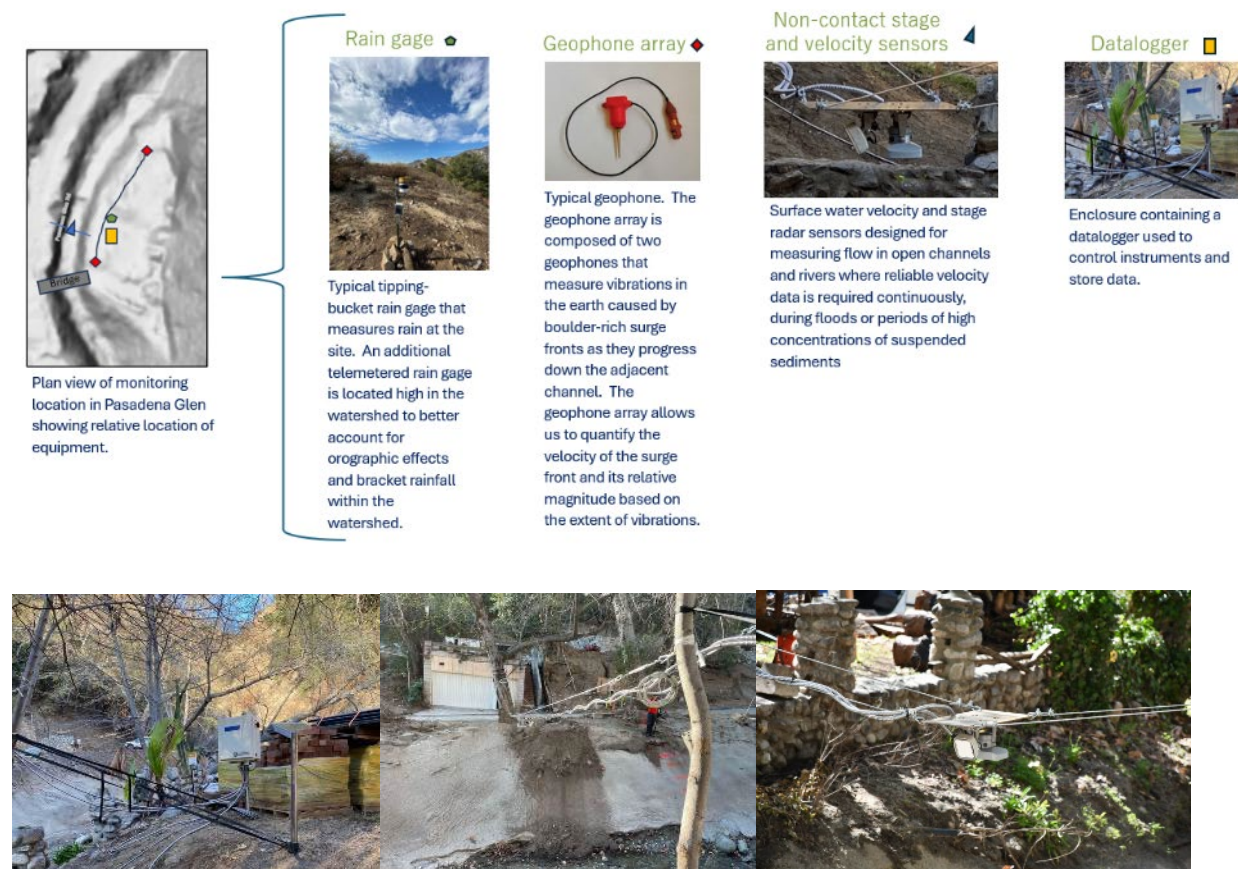 Rain gage
Geophone array
Non-contact stage
and velocity sensors
Datalogger
Bridge
Plan view of monitoring
location in Pasadena Glen
showing relative location of
equipment.
Typical tipping-
bucket rain gage that
measures rain at the
site. An additional
telemetered rain gage
is located high in the
watershed to better
account for
orographic effects
and bracket rainfall
within the
watershed.
Typical geophone. The
geophone array is
composed of two
geophones that
measure vibrations in
the earth caused by
boulder-rich surge
fronts as they progress
down the adjacent
channel. The
geophone array allows
us to quantify the
velocity of the surge
front and its relative
magnitude based on
the extent of vibrations.
Surface water velocity and stage
radar sensors designed for
measuring flow in open channels
and rivers where reliable velocity
data is required continuously,
during floods or periods of high
concentrations of suspended
sediments
Enclosure containing a
datalogger used to
control instruments and
store data.